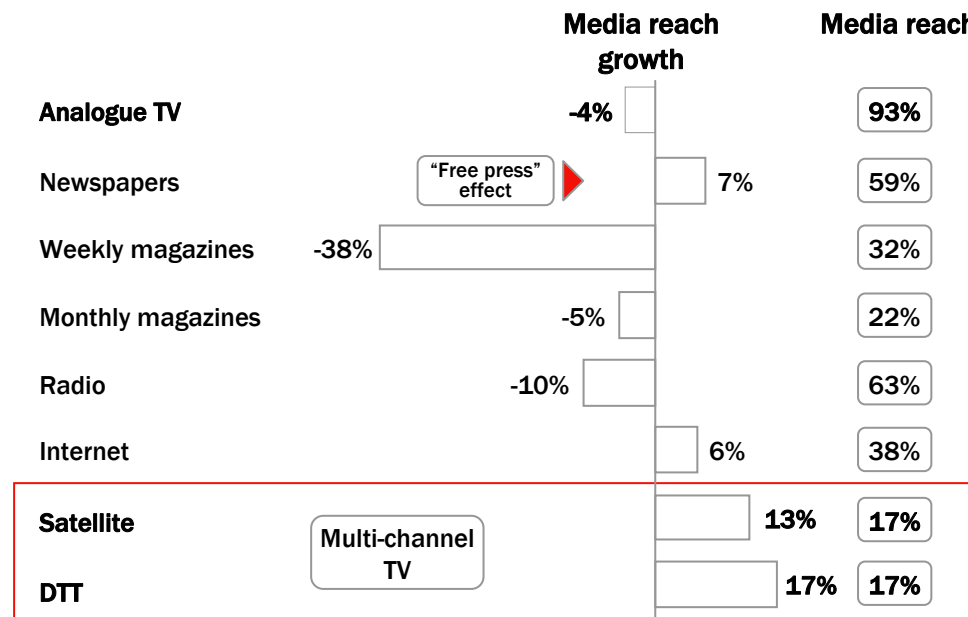 Media reach
growth
Media reach
Analogue TV -4% 93%
Newspapers "Free press" effect 7% 59%
Weekly magazines -38% 32%
Monthly magazines -5% 22%
Radio -10% 63%
Internet 6% 38%
Satellite 13% 17%
Multi-channel
TV
DTT 17% 17%